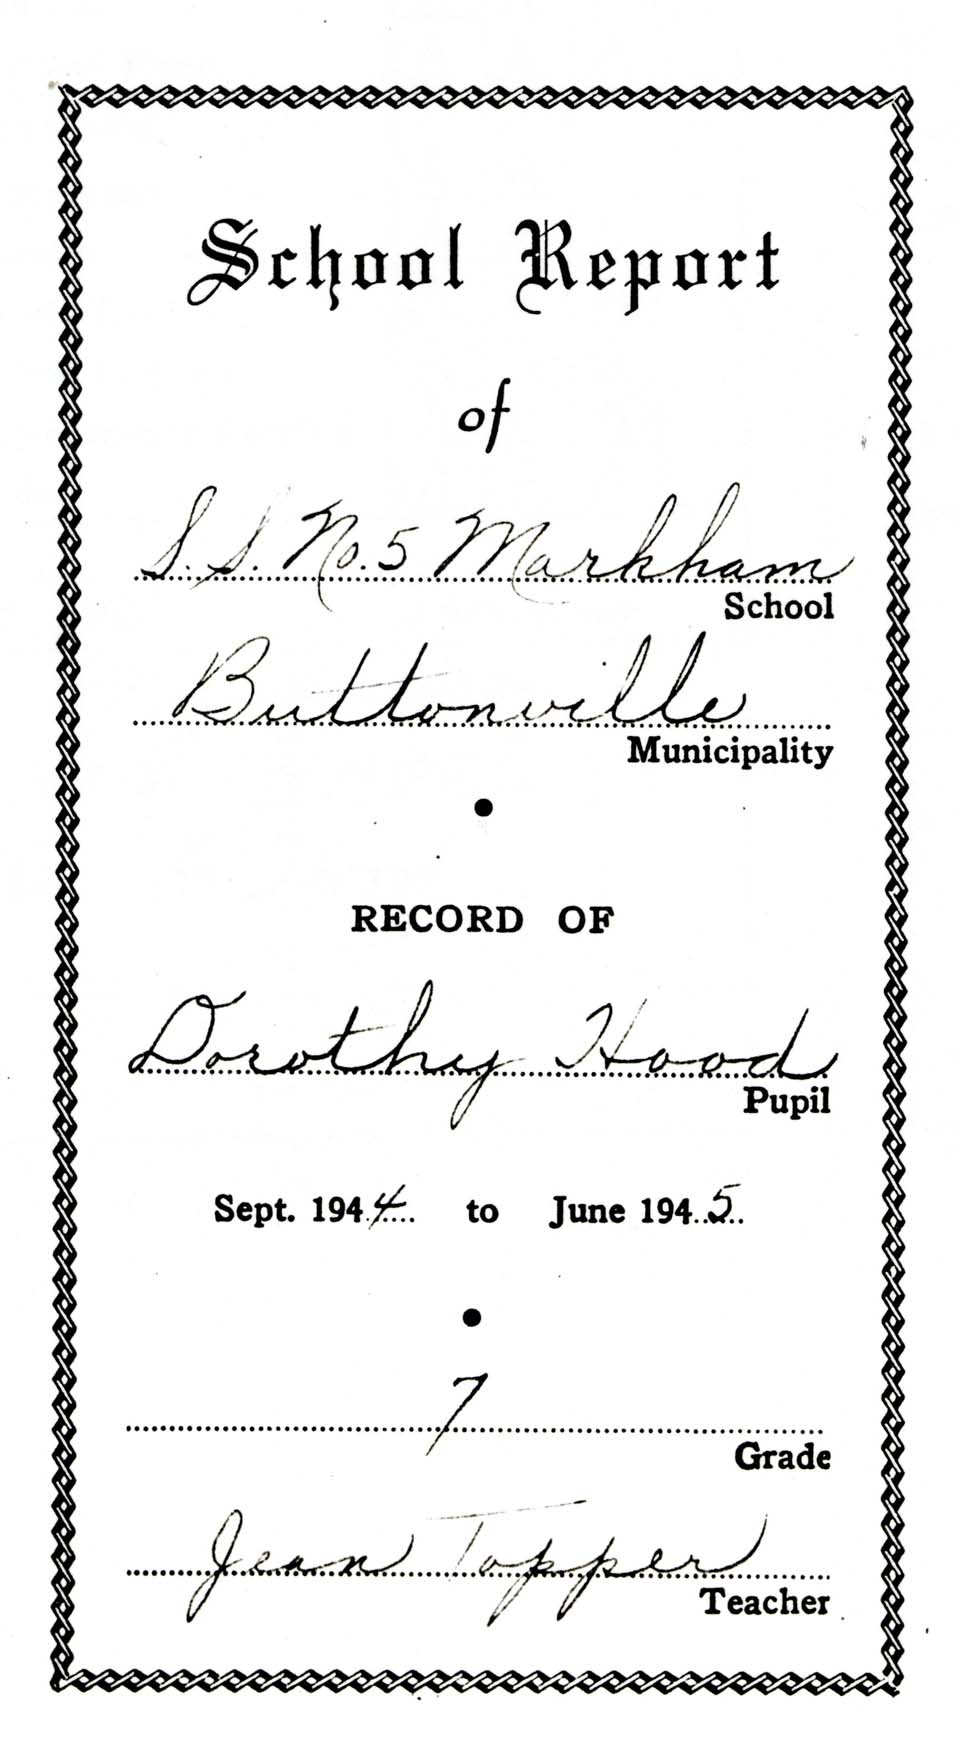 School Report
of
S.S. No. 5 Markham
School
Buttonville
Municipality
RECORD OF
Dorothy Hood
Pupil
Sept. 1944 to June 1945
7
Grade
Jean Topper
Teacher